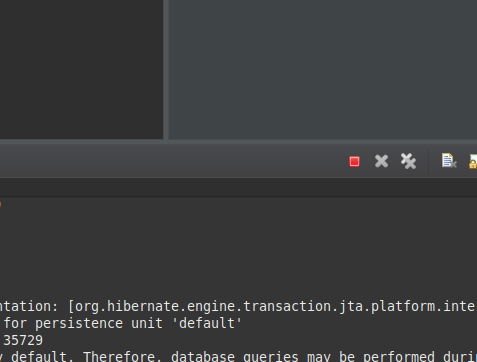 ntation: [org.hibernate.engine.transaction.jta.platform.inte
for persistence unit 'default'
35729
y default. Therefore, database queries may be performed duri